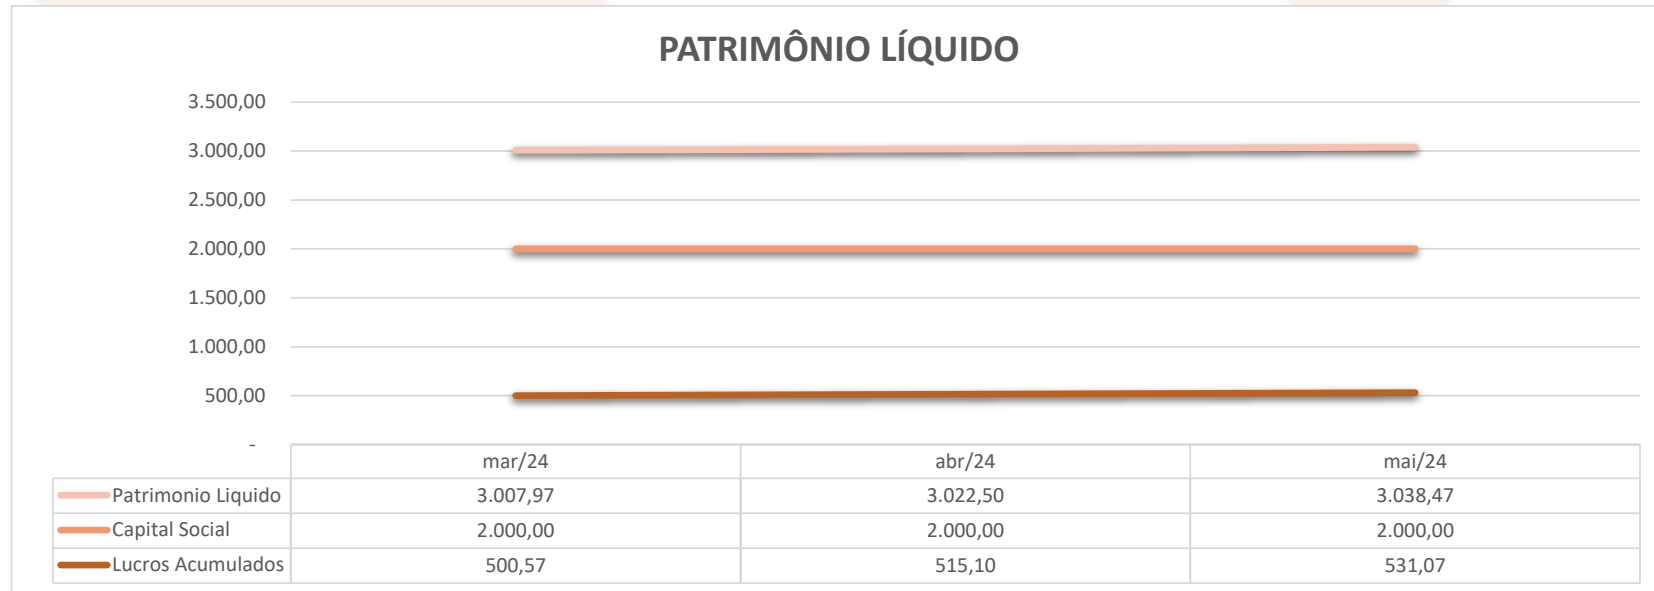 PATRIMÔNIO LÍQUIDO
3.500,00
3.000,00
2.500,00
2.000,00
1.500,00
1.000,00
500,00
-
mar/24 abr/24 mai/24
Patrimonio Liquido 3.007,97 3.022,50 3.038,47
Capital Social 2.000,00 2.000,00 2.000,00
Lucros Acumulados 500,57 515,10 531,07